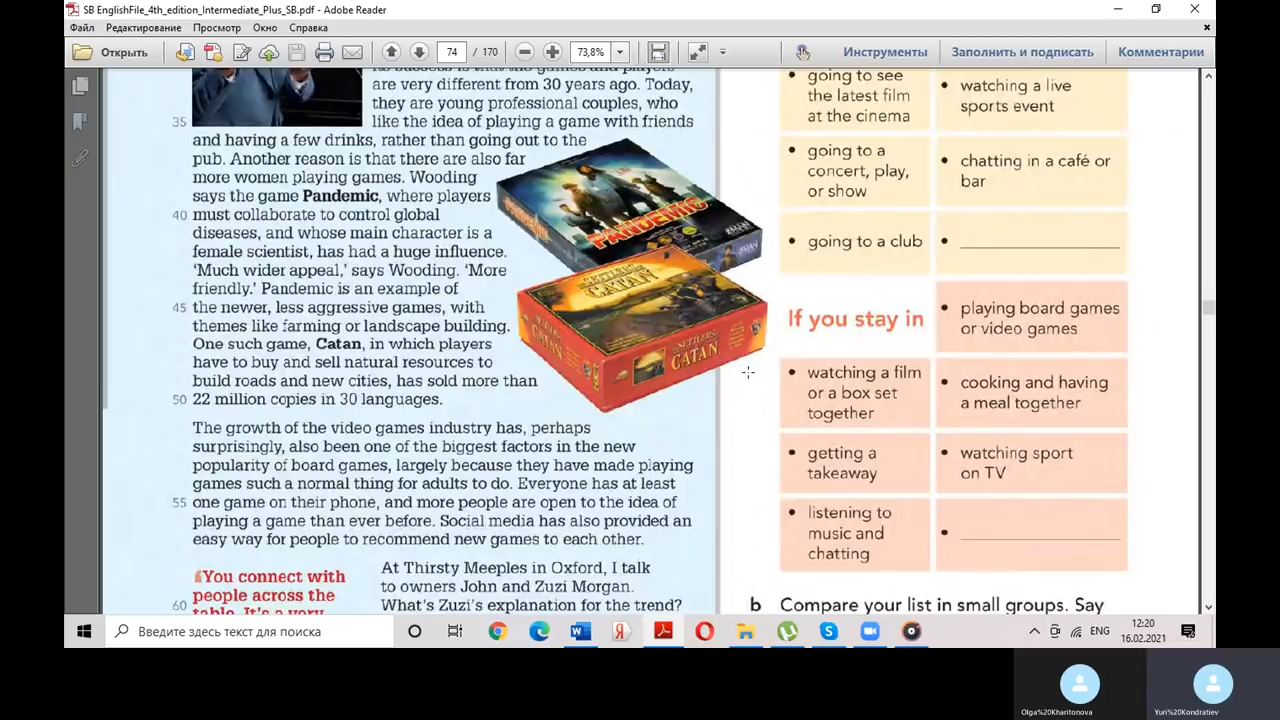 SB EnglishFile_4th_edition_Intermediate_Plus_SB.pdf - Adobe Reader
Файл Редактирование Просмотр Окно Справка
Открыть 74 / 170 73,8% Инструменты Заполнить и подписать Комментарии
are very different from 30 years ago. Today,
they are young professional couples, who
35 like the idea of playing a game with friends
and having a few drinks, rather than going out to the
pub. Another reason is that there are also far
more women playing games. Wooding
says the game Pandemic, where players
40 must collaborate to control global
diseases, and whose main character is a
female scientist, has had a huge influence.
‘Much wider appeal,’ says Wooding. ‘More
friendly.’ Pandemic is an example of
45 the newer, less aggressive games, with
themes like farming or landscape building.
One such game, Catan, in which players
have to buy and sell natural resources to
build roads and new cities, has sold more than
50 22 million copies in 30 languages.
The growth of the video games industry has, perhaps
surprisingly, also been one of the biggest factors in the new
popularity of board games, largely because they have made playing
games such a normal thing for adults to do. Everyone has at least
55 one game on their phone, and more people are open to the idea of
playing a game than ever before. Social media has also provided an
easy way for people to recommend new games to each other.
“You connect with
people across the
table. It's a very
At Thirsty Meeples in Oxford, I talk
to owners John and Zuzi Morgan.
60 What's Zuzi's explanation for the trend?
PANDEMIC
SETTLERS
CATAN
SETTLERS
CATAN
CATAN
• going to see
the latest film
at the cinema
• watching a live
sports event
• going to a
concert, play,
or show
• chatting in a café or
bar
• going to a club
•
If you stay in
• playing board games
or video games
• watching a film
or a box set
together
• cooking and having
a meal together
• getting a
takeaway
• watching sport
on TV
• listening to
music and
chatting
•
b Compare your list in small groups. Say
Введите здесь текст для поиска
ENG
12:20
16.02.2021
Olga%20Kharitonova
Yuri%20Kondratiev